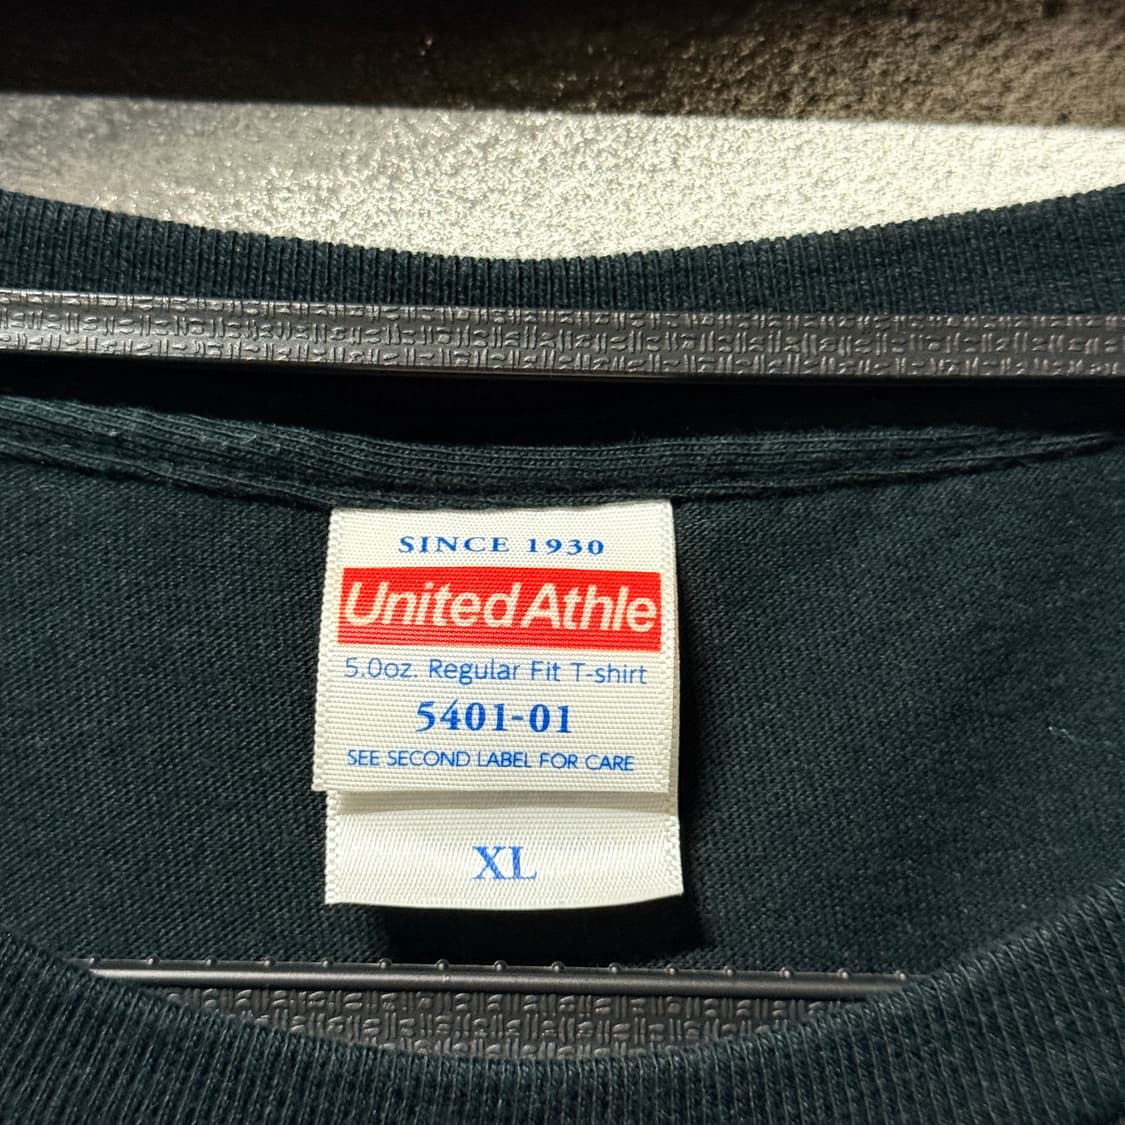 SINCE 1930
United Athle
5.0oz. Regular Fit T-shirt
5401-01
SEE SECOND LABEL FOR CARE
XL